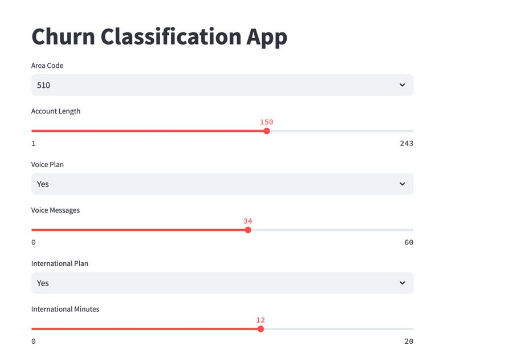 Churn Classification App
Area Code
510
Account Length
150
1 243
Voice Plan
Yes
Voice Messages
34
0 60
International Plan
Yes
International Minutes
12
0 20